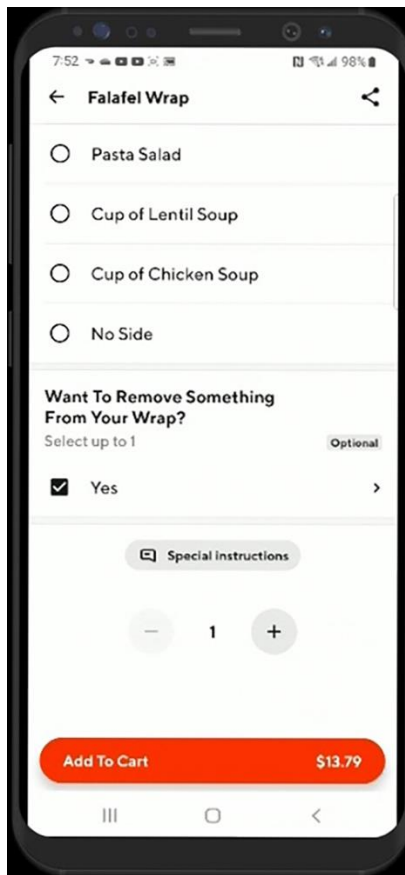 7:52
98%
Falafel Wrap
Pasta Salad
Cup of Lentil Soup
Cup of Chicken Soup
No Side
Want To Remove Something
From Your Wrap?
Select up to 1
Optional
Yes
Special instructions
1
Add To Cart $13.79